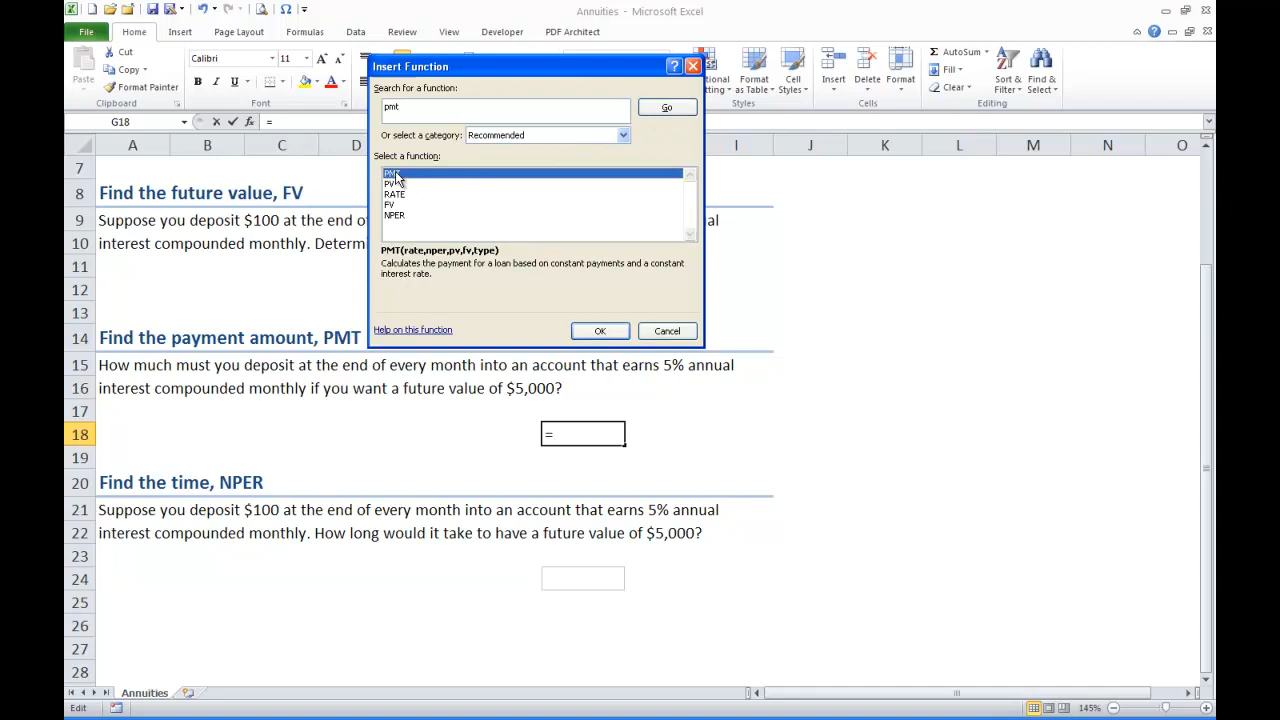 Annuities - Microsoft Excel
File Home Insert Page Layout Formulas Data Review View Developer PDF Architect
Paste
Cut
Copy
Format Painter
Clipboard
Calibri 11
B I U
Font
Format as Table
Cell Styles
Styles
Insert Delete Format
Cells
AutoSum
Fill
Clear
Sort & Filter
Find & Select
Editing
G18 fx =
Insert Function
Search for a function:
pmt
Go
Or select a category: Recommended
Select a function:
PMT
PV
RATE
FV
NPER
PMT(rate,nper,pv,fv,type)
Calculates the payment for a loan based on constant payments and a constant
interest rate.
Help on this function
OK Cancel
A B C D I J K L M N O
7
8 Find the future value, FV
9 Suppose you deposit $100 at the end of
10 interest compounded monthly.
11
12
13
14 Find the payment amount, PMT
15 How much must you deposit at the end of every month into an account that earns 5% annual
16 interest compounded monthly if you want a future value of $5,000?
17
18 =
19
20 Find the time, NPER
21 Suppose you deposit $100 at the end of every month into an account that earns 5% annual
22 interest compounded monthly. How long would it take to have a future value of $5,000?
23
24
25
26
27
28
Annuities
Edit 145%